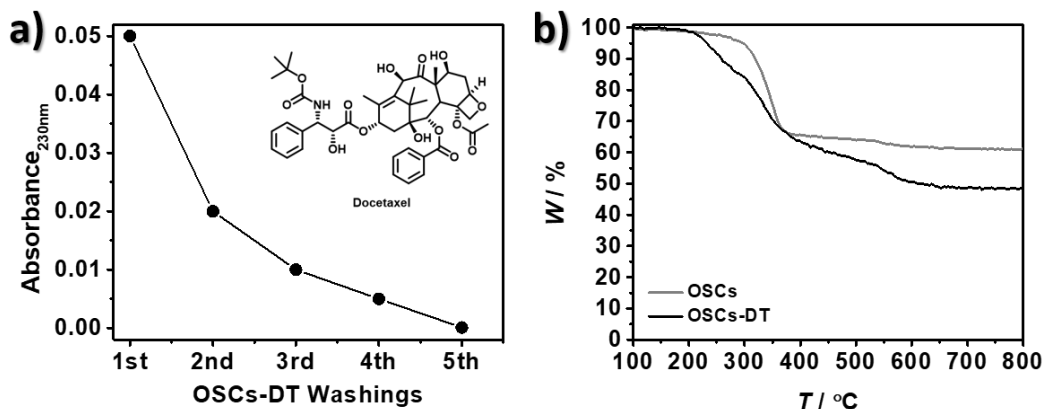 a)
0.05
0.04
0.03
0.02
0.01
0.00
Absorbance230nm
1st 2nd 3rd 4th 5th
OSCs-DT Washings
O
O
NH
O
O
OH
HO
O
HO
H
O
O
O
OH
O
O
Docetaxel
b)
100
90
80
70
60
50
40
30
20
10
0
W / %
OSCs
OSCs-DT
100 200 300 400 500 600 700 800
T / °C